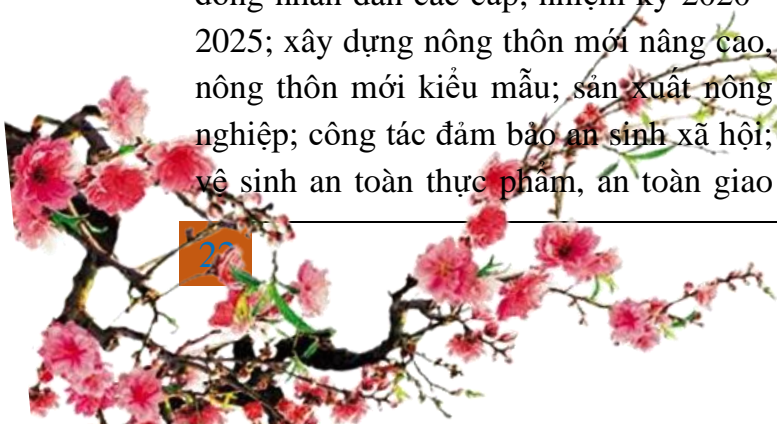 2025; xây dựng nông thôn mới nâng cao,
nông thôn mới kiểu mẫu; sản xuất nông
nghiệp; công tác đảm bảo an sinh xã hội;
vệ sinh an toàn thực phẩm, an toàn giao